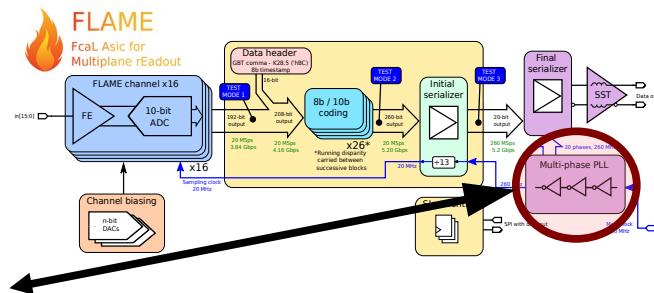 FLAME
FcaL Asic for
Multiplane rEadout
Data header
GBT comma - K28.5 ('hBC)
8b timestamp
16-bit
FLAME channel x16
FE
10-bit
ADC
in[15:0]
x16
TEST
MODE 1
192-bit
output
20 MSps
3.84 Gbps
208-bit
output
20 MSps
4.16 Gbps
8b / 10b
coding
x26*
*Running disparity
carried between
successive blocks
TEST
MODE 2
260-bit
output
20 MSps
5.20 Gbps
Initial
serializer
÷13
20 MHz
TEST
MODE 3
20-bit
output
260 MSps
5.2 Gbps
Final
serializer
SST
Data o
20 phases, 260 M
Multi-phase PLL
260
Sampling clock
20 MHz
Channel biasing
n-bit
DACs
SPI with d